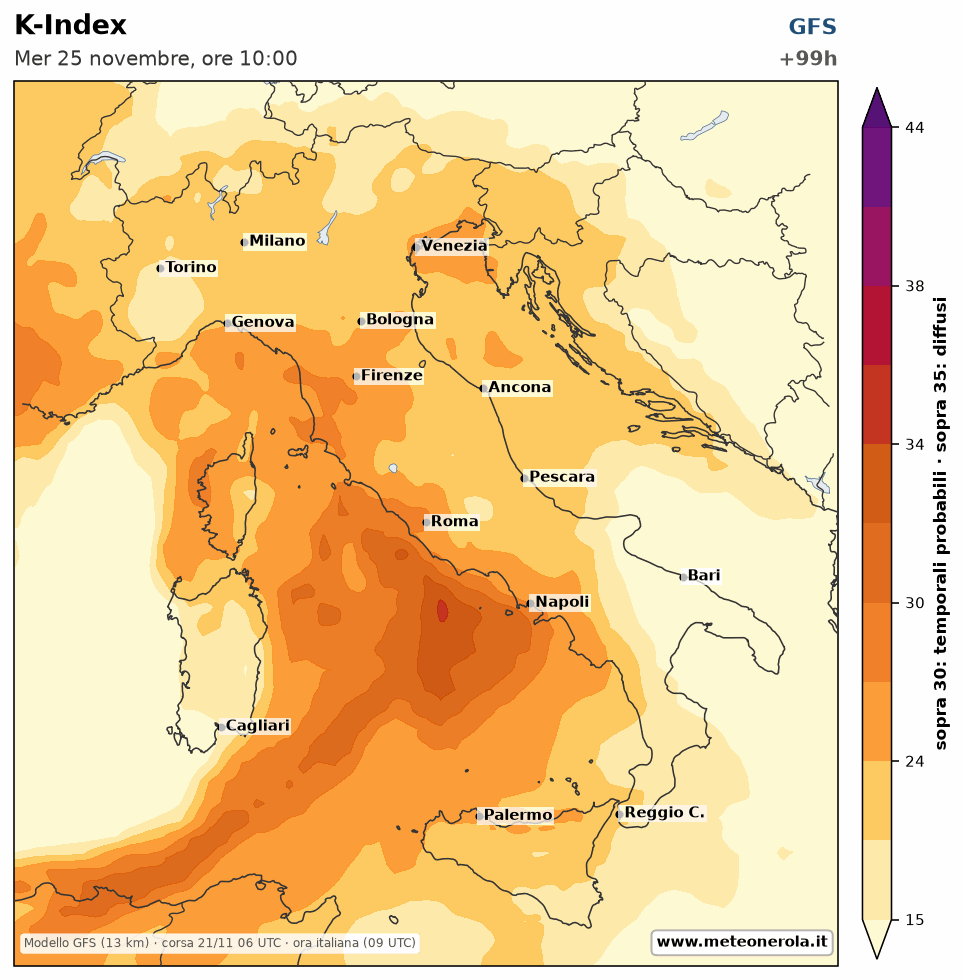 K-Index
GFS
Mer 25 novembre, ore 10:00
+99h
44
Milano
Venezia
Torino
38
Genova
Bologna
Firenze
Ancona
34
Pescara
Roma
Bari
Napoli
30
Cagliari
24
Palermo
Reggio C.
15
sopra 30: temporali probabili · sopra 35: diffusi
Modello GFS (13 km) · corsa 21/11 06 UTC · ora italiana (09 UTC)
www.meteonerola.it